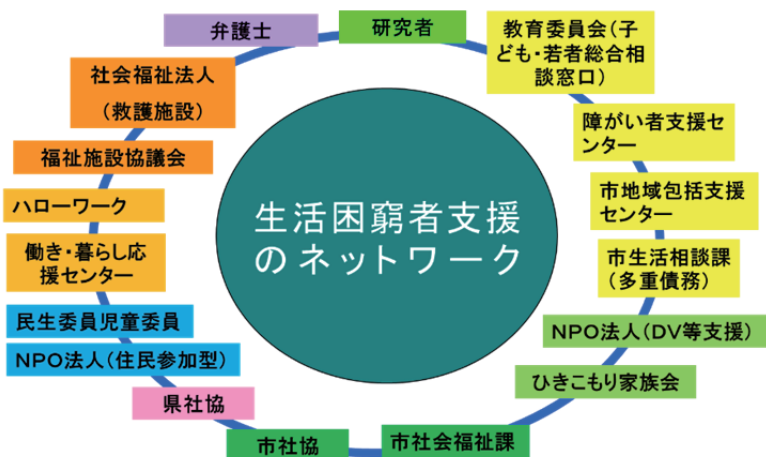 弁護士
研究者
教育委員会(子
ども・若者総合相
談窓口)
社会福祉法人
(救護施設)
障がい者支援セ
ンター
福祉施設協議会
市地域包括支援
センター
ハローワーク
生活困窮者支援
のネットワーク
働き・暮らし応
援センター
市生活相談課
(多重債務)
民生委員児童委員
NPO法人(DV等支援)
NPO法人(住民参加型)
ひきこもり家族会
県社協
市社協
市社会福祉課